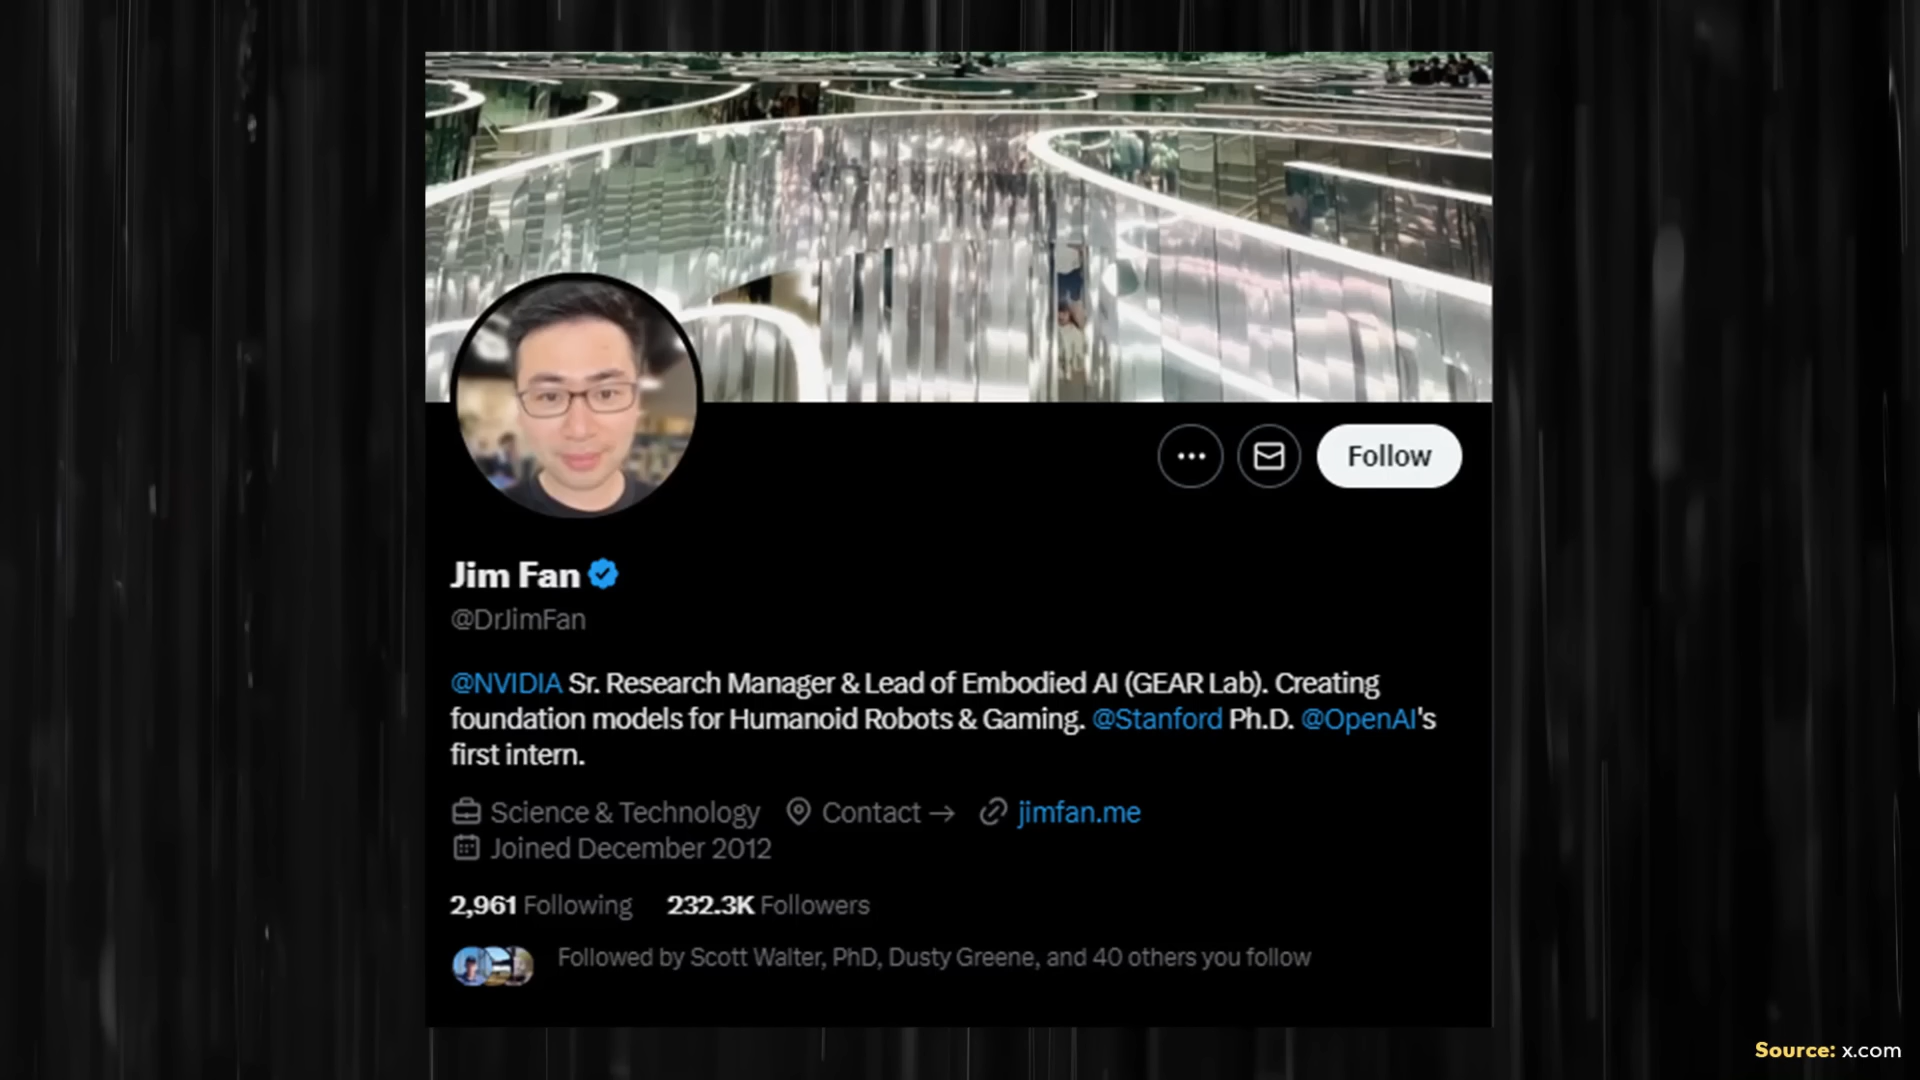 Follow
Jim Fan
@DrJimFan
@NVIDIA Sr. Research Manager & Lead of Embodied AI (GEAR Lab). Creating
foundation models for Humanoid Robots & Gaming. @Stanford Ph.D. @OpenAI's
first intern.
Science & Technology Contact → jimfan.me
Joined December 2012
2,961 Following 232.3K Followers
Followed by Scott Walter, PhD, Dusty Greene, and 40 others you follow
Source: x.com